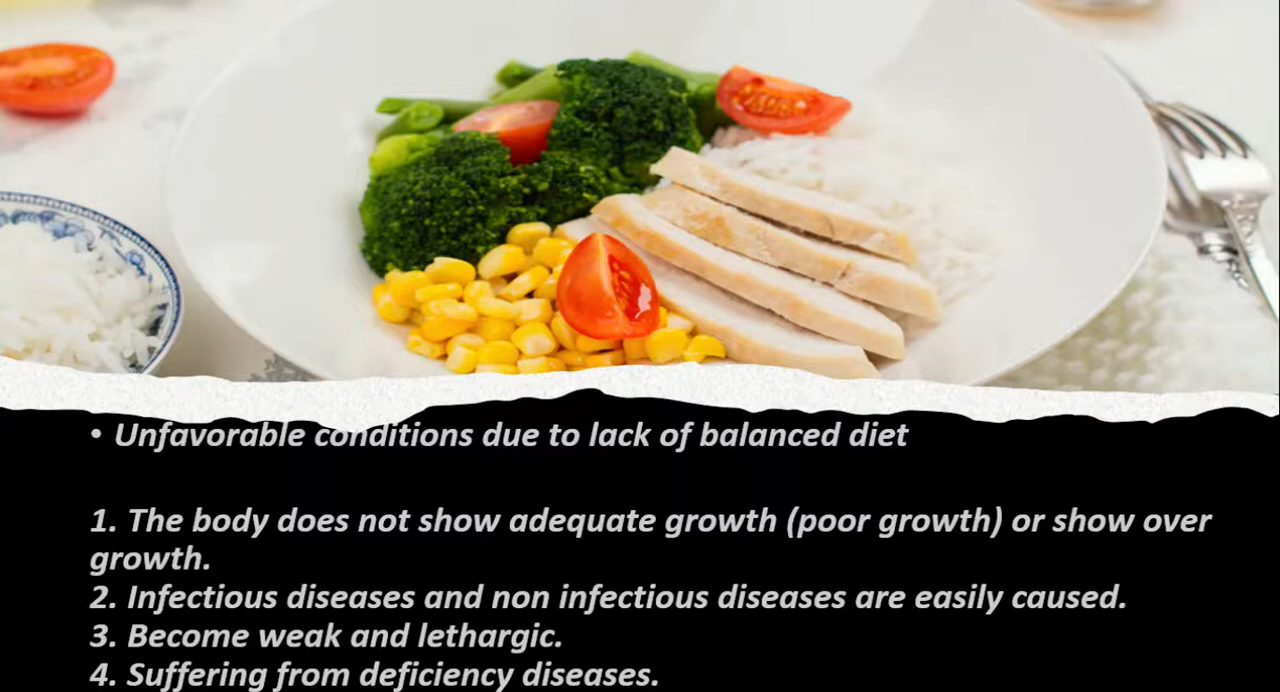 • Unfavorable conditions due to lack of balanced diet
1. The body does not show adequate growth (poor growth) or show over
growth.
2. Infectious diseases and non infectious diseases are easily caused.
3. Become weak and lethargic.
4. Suffering from deficiency diseases.